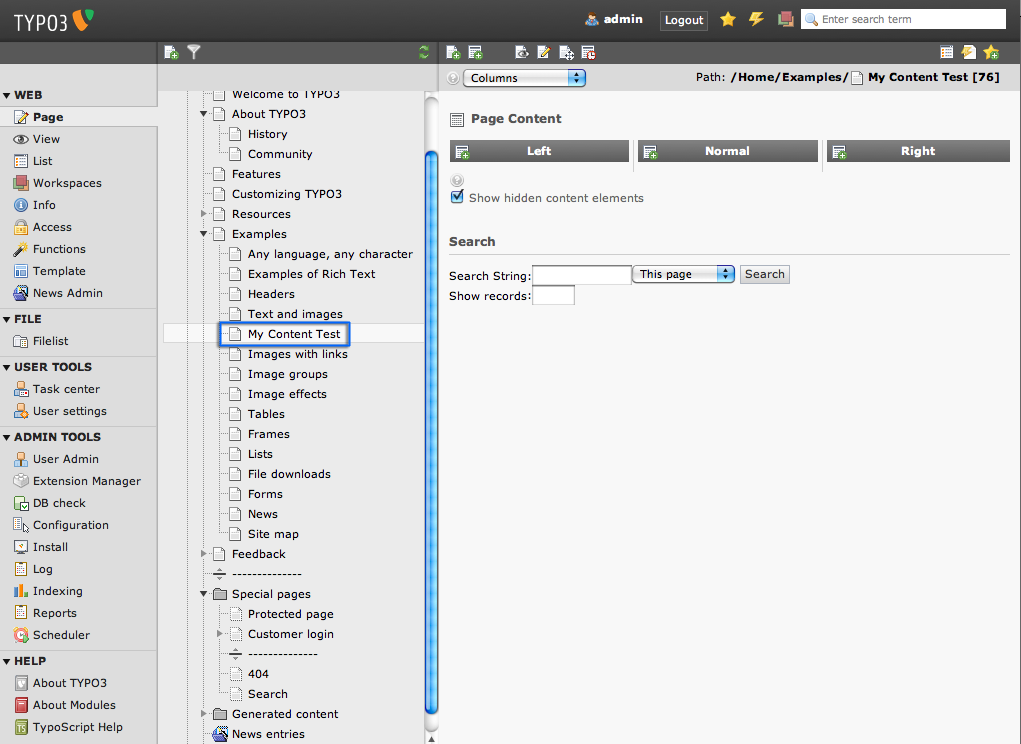 TYPO3
admin
Logout
Enter search term
Columns
Path: /Home/Examples/ My Content Test [76]
WEB
Page
View
List
Workspaces
Info
Access
Functions
Template
News Admin
FILE
Filelist
USER TOOLS
Task center
User settings
ADMIN TOOLS
User Admin
Extension Manager
DB check
Configuration
Install
Log
Indexing
Reports
Scheduler
HELP
About TYPO3
About Modules
TypoScript Help
Welcome to TYPO3
About TYPO3
History
Community
Features
Customizing TYPO3
Resources
Examples
Any language, any character
Examples of Rich Text
Headers
Text and images
My Content Test
Images with links
Image groups
Image effects
Tables
Frames
Lists
File downloads
Forms
News
Site map
Feedback
--------------
Special pages
Protected page
Customer login
--------------
404
Search
Generated content
News entries
Page Content
Left Normal Right
Show hidden content elements
Search
Search String: This page Search
Show records: